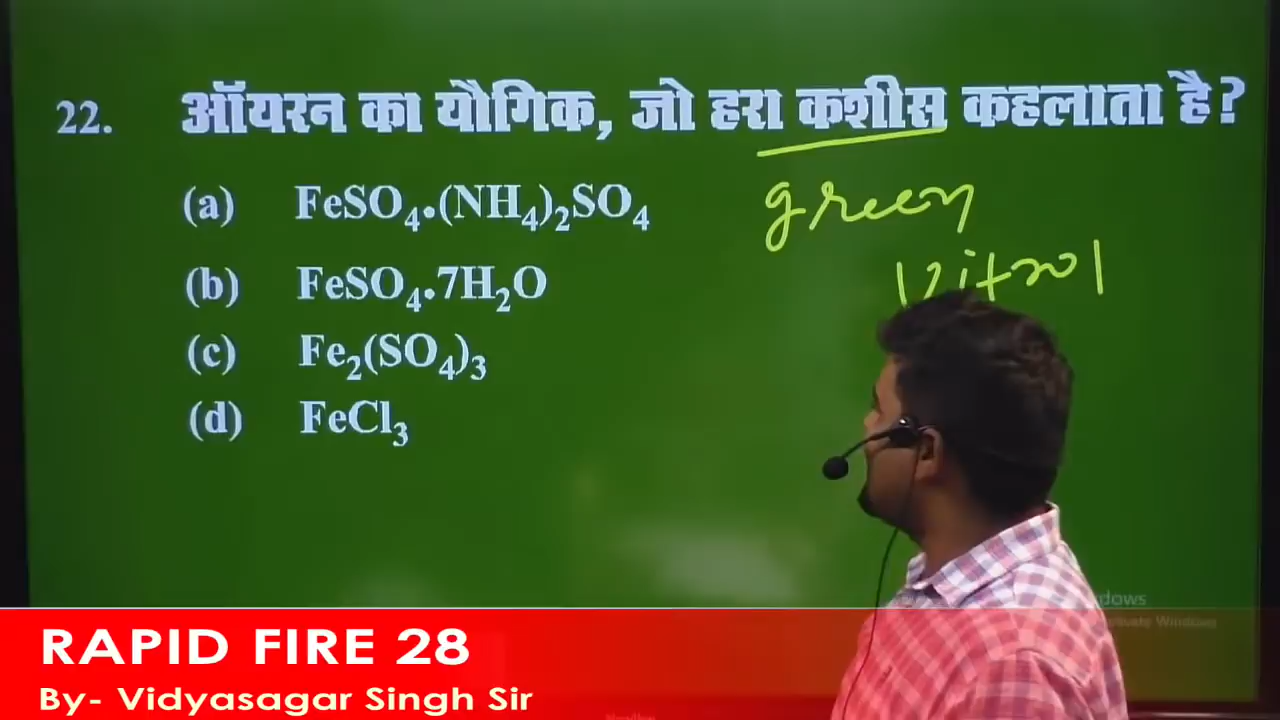 22. ऑयरन का यौगिक, जो हरा कशीस कहलाता है?
(a) FeSO₄.(NH₄)₂SO₄
green
(b) FeSO₄.7H₂O
vitrol
(c) Fe₂(SO₄)₃
(d) FeCl₃
RAPID FIRE 28
By- Vidyasagar Singh Sir